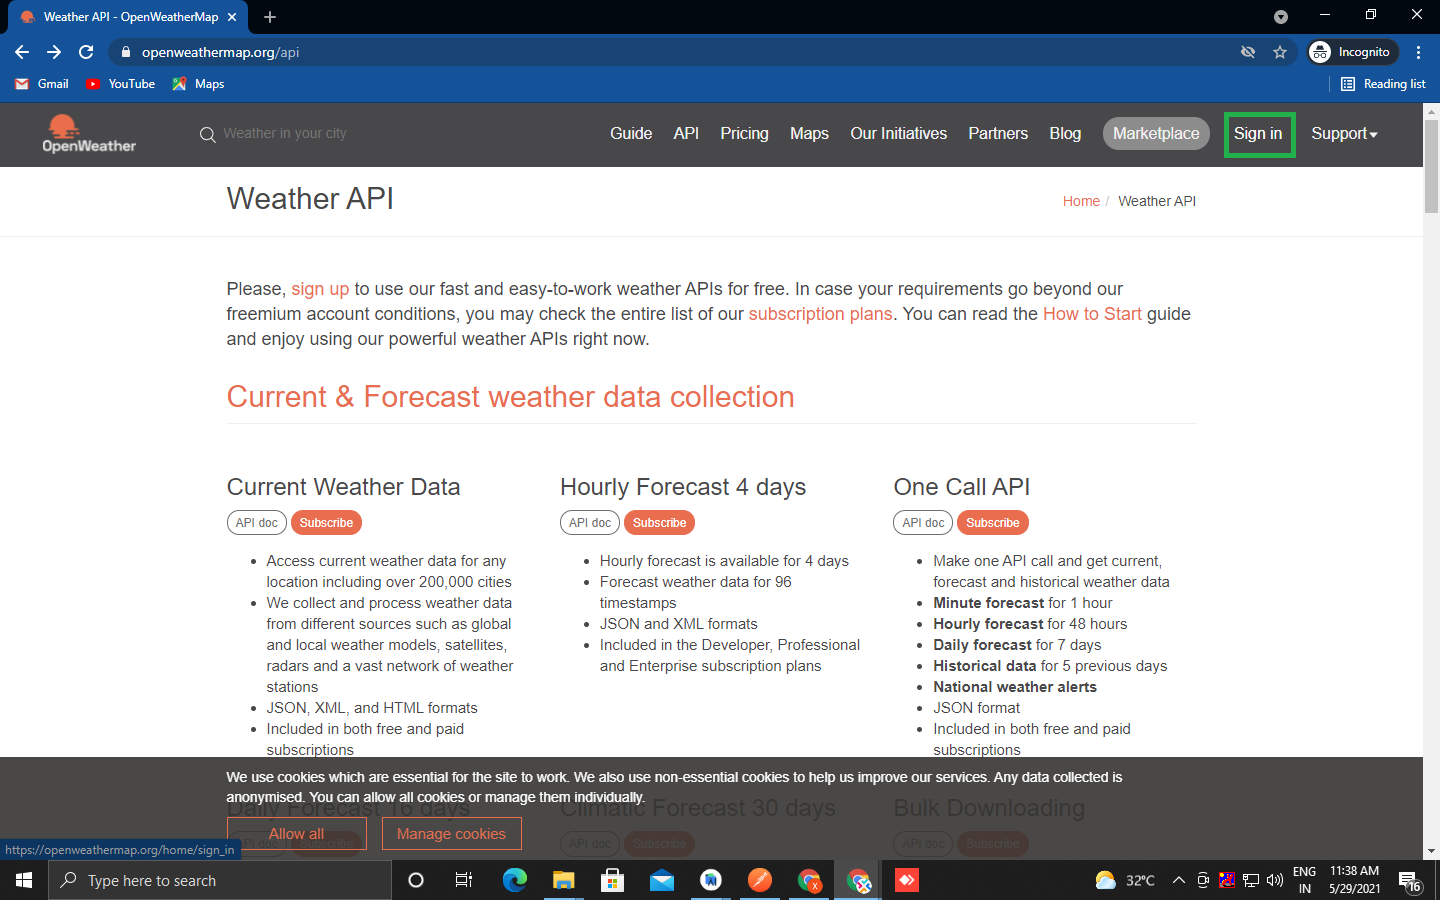 Weather API - OpenWeatherMap
openweathermap.org/api
Incognito
Gmail
YouTube
Maps
Reading list
OpenWeather
Weather in your city
Guide
API
Pricing
Maps
Our Initiatives
Partners
Blog
Marketplace
Sign in
Support
Weather API
Home / Weather API
Please, sign up to use our fast and easy-to-work weather APIs for free. In case your requirements go beyond our
freemium account conditions, you may check the entire list of our subscription plans. You can read the How to Start guide
and enjoy using our powerful weather APIs right now.
Current & Forecast weather data collection
Current Weather Data
API doc
Subscribe
Access current weather data for any
location including over 200,000 cities
We collect and process weather data
from different sources such as global
and local weather models, satellites,
radars and a vast network of weather
stations
JSON, XML, and HTML formats
Included in both free and paid
subscriptions
Hourly Forecast 4 days
API doc
Subscribe
Hourly forecast is available for 4 days
Forecast weather data for 96
timestamps
JSON and XML formats
Included in the Developer, Professional
and Enterprise subscription plans
One Call API
API doc
Subscribe
Make one API call and get current,
forecast and historical weather data
Minute forecast for 1 hour
Hourly forecast for 48 hours
Daily forecast for 7 days
Historical data for 5 previous days
National weather alerts
JSON format
Included in both free and paid
subscriptions
We use cookies which are essential for the site to work. We also use non-essential cookies to help us improve our services. Any data collected is
anonymised. You can allow all cookies or manage them individually.
Daily Forecast 16 days
Climatic Forecast 30 days
Bulk Downloading
Allow all
Manage cookies
API doc
Subscribe
API doc
Subscribe
API doc
Subscribe
https://openweathermap.org/home/sign_in
Type here to search
32°C
ENG
IN
11:38 AM
5/29/2021
16